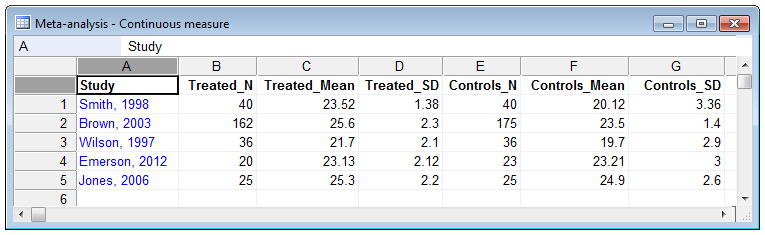 Meta-analysis - Continuous measure
A Study
A B C D E F G
Study Treated_N Treated_Mean Treated_SD Controls_N Controls_Mean Controls_SD
1 Smith, 1998 40 23.52 1.38 40 20.12 3.36
2 Brown, 2003 162 25.6 2.3 175 23.5 1.4
3 Wilson, 1997 36 21.7 2.1 36 19.7 2.9
4 Emerson, 2012 20 23.13 2.12 23 23.21 3
5 Jones, 2006 25 25.3 2.2 25 24.9 2.6
6